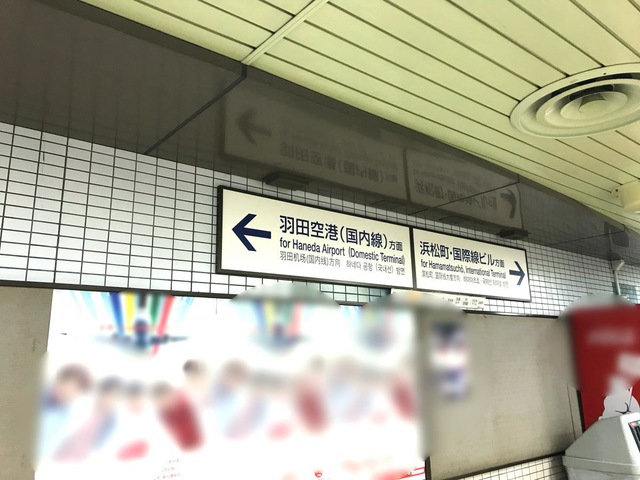 羽田空港(国内線)方面
for Haneda Airport (Domestic Terminal)
羽田机场(国内线)方向 하네다 공항 (국내선) 방면
浜松町・国際線ビル方面
for Hamamatsuchō, International Terminal